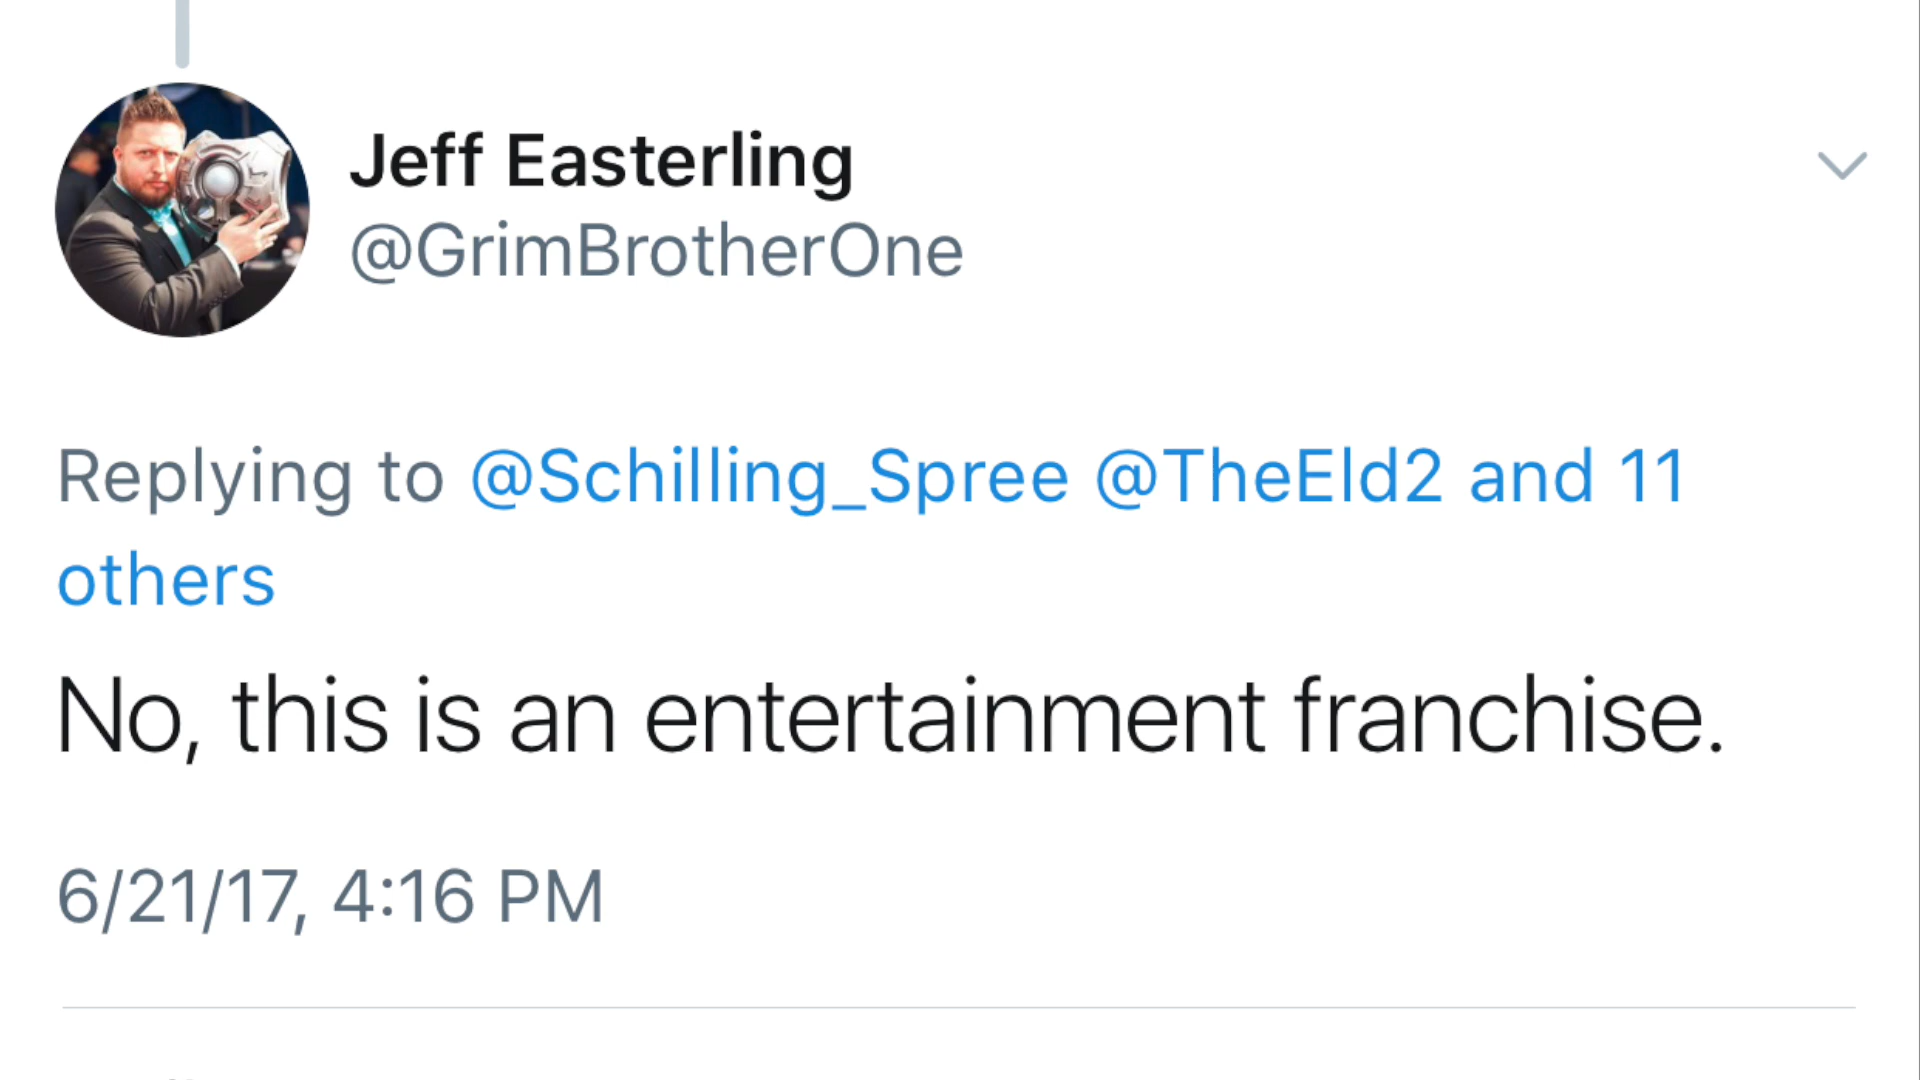 Jeff Easterling
@GrimBrotherOne
Replying to @Schilling_Spree @TheEld2 and 11
others
No, this is an entertainment franchise.
6/21/17, 4:16 PM